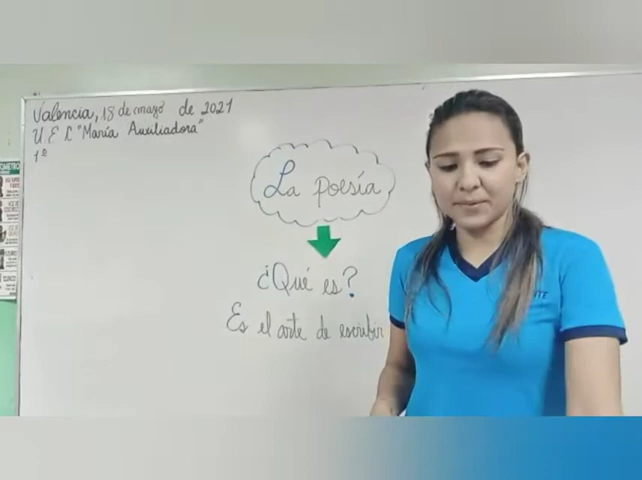 Valencia, 18 de mayo de 2021
U.E.C "María Auxiliadora"
1º
La poesía
¿Qué es?
Es el arte de escribir